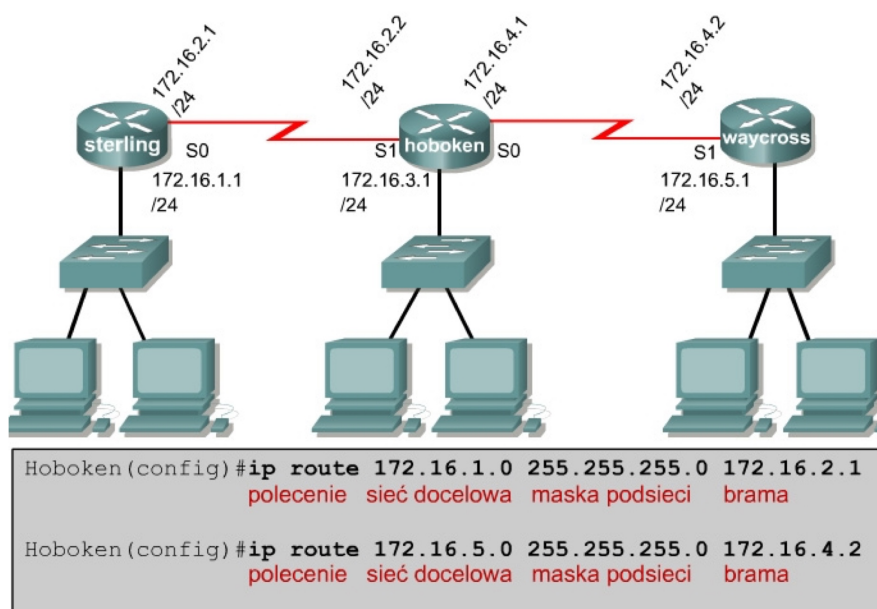 172.16.2.1
/24
172.16.2.2
/24
172.16.4.1
/24
172.16.4.2
/24
sterling
S0
S1
hoboken
S0
S1
waycross
172.16.1.1
/24
172.16.3.1
/24
172.16.5.1
/24
Hoboken(config)#ip route 172.16.1.0 255.255.255.0 172.16.2.1
polecenie sieć docelowa maska podsieci brama
Hoboken(config)#ip route 172.16.5.0 255.255.255.0 172.16.4.2
polecenie sieć docelowa maska podsieci brama